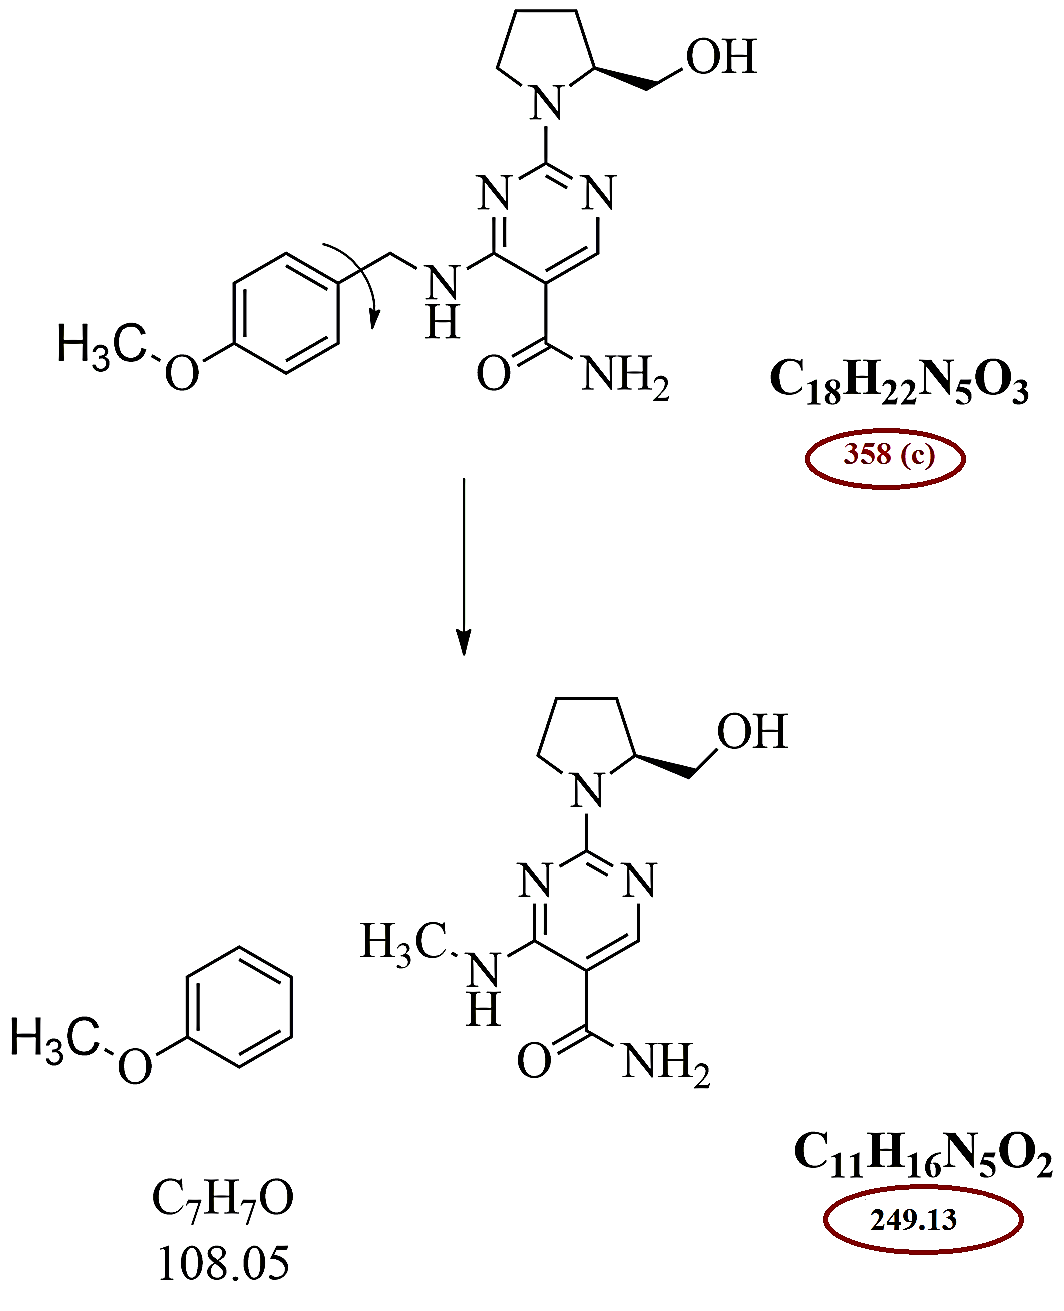 OH
N
N N
N
H
H₃C
O
O NH₂
C₁₈H₂₂N₅O₃
358 (c)
OH
N
N N
H₃C
N
H
H₃C
O
O NH₂
C₁₁H₁₆N₅O₂
C₇H₇O
249.13
108.05